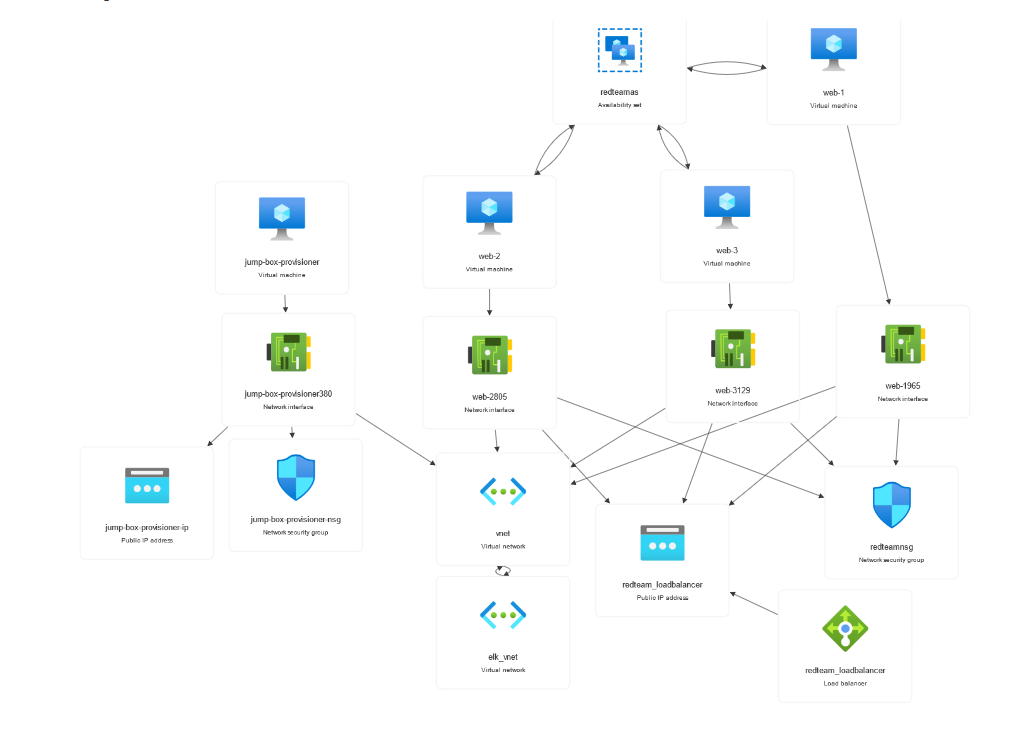 redteamas
Availability set
web-1
Virtual machine
jump-box-provisioner
Virtual machine
web-2
Virtual machine
web-3
Virtual machine
jump-box-provisioner380
Network interface
web-2805
Network interface
web-3129
Network interface
web-1965
Network interface
jump-box-provisioner-ip
Public IP address
jump-box-provisioner-nsg
Network security group
vnet
Virtual network
redteam_loadbalancer
Public IP address
redteamnsg
Network security group
elk_vnet
Virtual network
redteam_loadbalancer
Load balancer